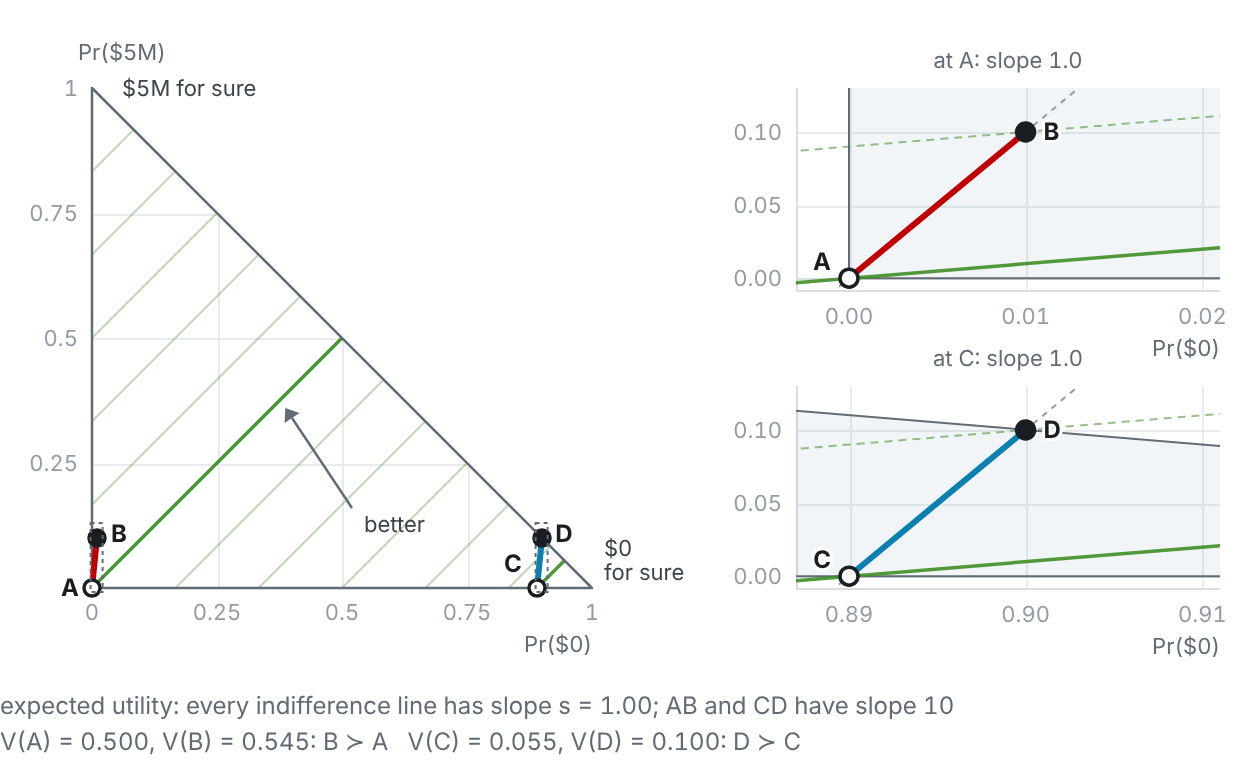 Pr($5M)
1
$5M for sure
0.75
0.5
0.25
better
B
A
D
C
$0
for sure
0
0.25
0.5
0.75
1
Pr($0)
at A: slope 1.0
0.10
0.05
0.00
B
A
0.00
0.01
0.02
Pr($0)
at C: slope 1.0
0.10
0.05
0.00
D
C
0.89
0.90
0.91
Pr($0)
expected utility: every indifference line has slope s = 1.00; AB and CD have slope 10
V(A) = 0.500, V(B) = 0.545: B ≻ A V(C) = 0.055, V(D) = 0.100: D ≻ C